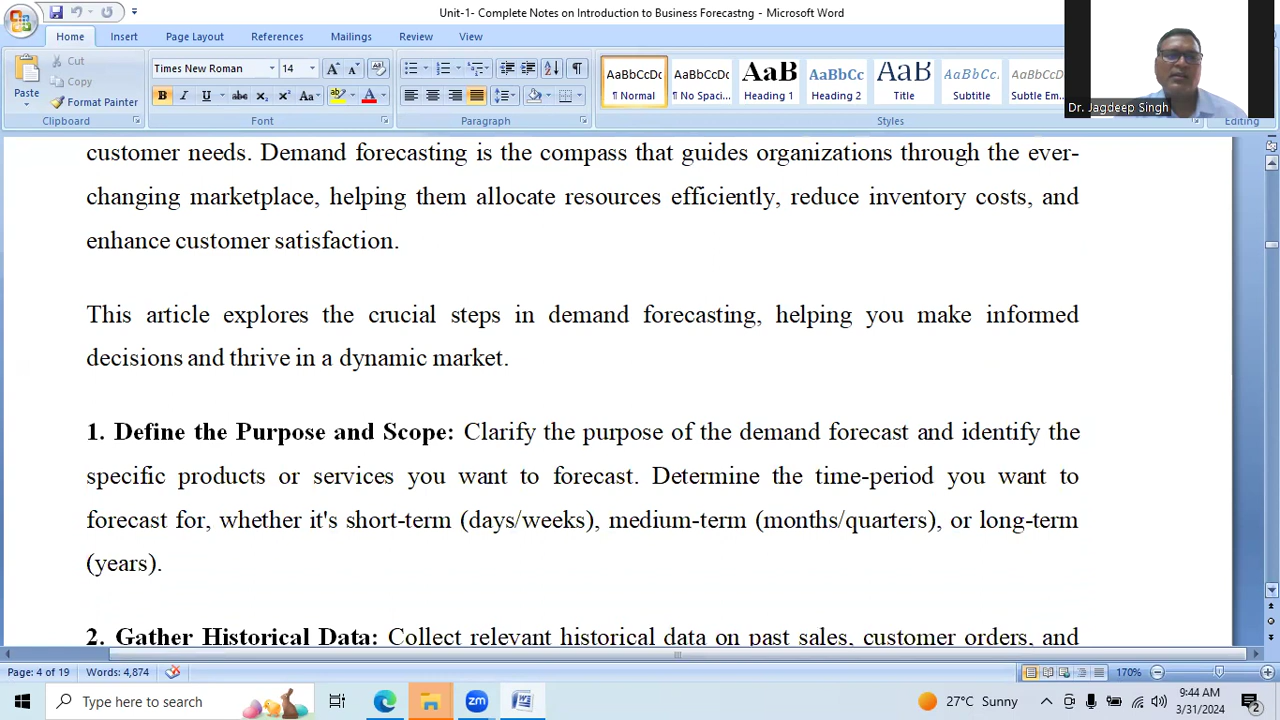 Unit-1- Complete Notes on Introduction to Business Forecastng - Microsoft Word
Home Insert Page Layout References Mailings Review View
Paste
Cut
Copy
Format Painter
Clipboard
Times New Roman 14
Font
Paragraph
AaBbCcDc AaBbCcDc AaB AaBbCc AaBbC AaBbCc AaBbCcDc
¶ Normal ¶ No Spaci... Heading 1 Heading 2 Title Subtitle Subtle Em...
Styles
Editing
Dr. Jagdeep Singh
customer needs. Demand forecasting is the compass that guides organizations through the ever-
changing marketplace, helping them allocate resources efficiently, reduce inventory costs, and
enhance customer satisfaction.
This article explores the crucial steps in demand forecasting, helping you make informed
decisions and thrive in a dynamic market.
1. Define the Purpose and Scope: Clarify the purpose of the demand forecast and identify the
specific products or services you want to forecast. Determine the time-period you want to
forecast for, whether it's short-term (days/weeks), medium-term (months/quarters), or long-term
(years).
2. Gather Historical Data: Collect relevant historical data on past sales, customer orders, and
Page: 4 of 19 Words: 4,874 170%
Type here to search
27°C Sunny
9:44 AM
3/31/2024
2